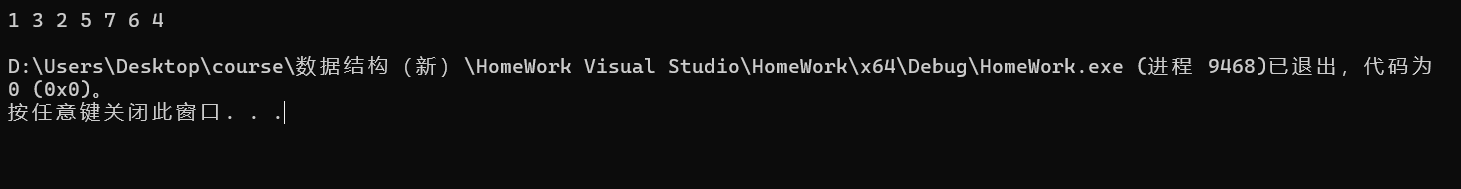 1 3 2 5 7 6 4
D:\Users\Desktop\course\数据结构（新）\HomeWork Visual Studio\HomeWork\x64\Debug\HomeWork.exe (进程 9468)已退出，代码为
0 (0x0)。
按任意键关闭此窗口. . .